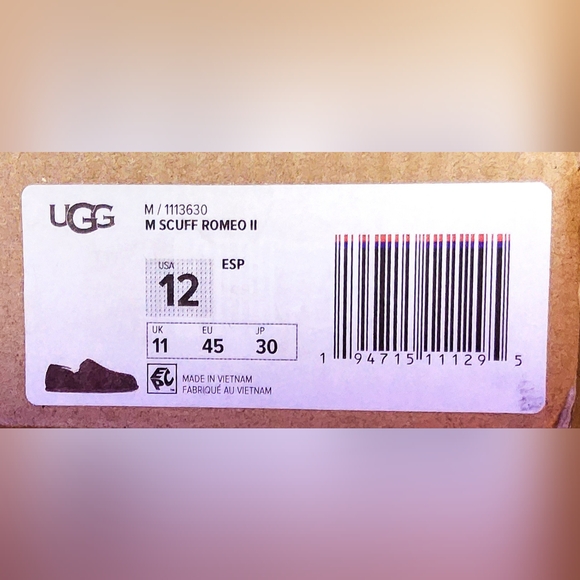 UGG
M / 1113630
M SCUFF ROMEO II
USA
12
ESP
UK EU JP
11 45 30
MADE IN VIETNAM
FABRIQUÉ AU VIETNAM
1 94715 11129 5